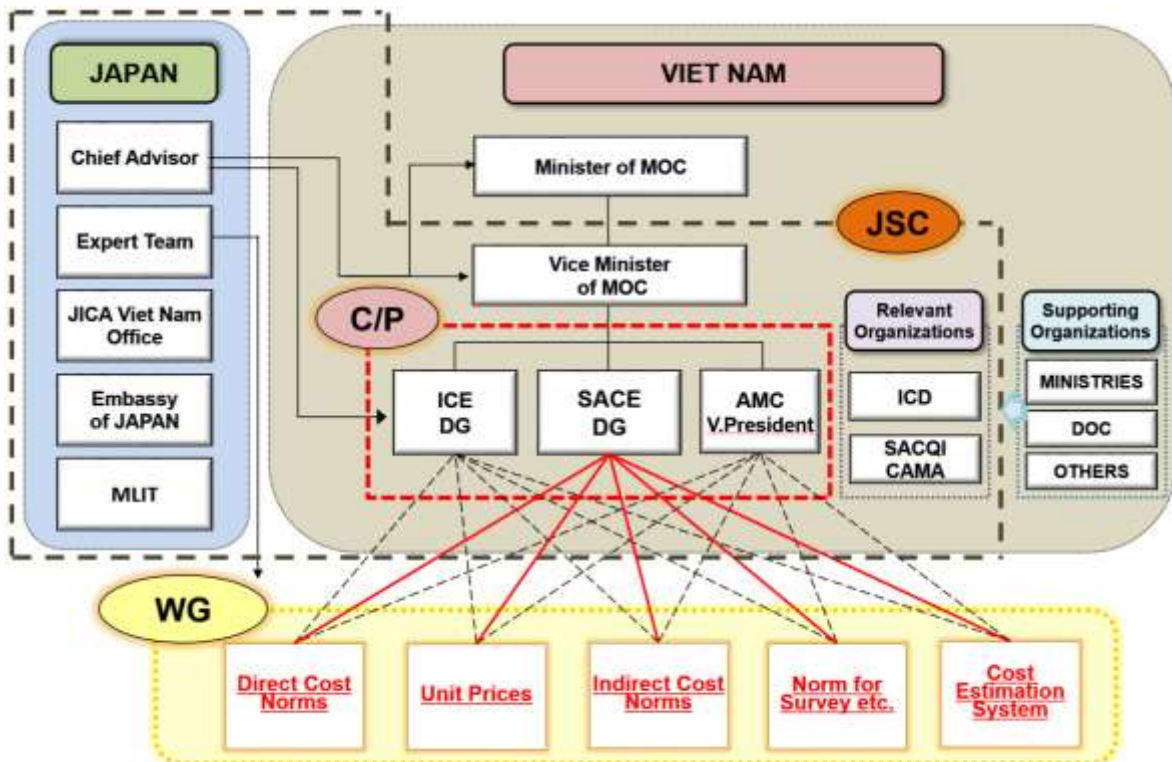 JAPAN
VIET NAM
Chief Advisor
Expert Team
JICA Viet Nam
Office
Embassy
of JAPAN
MLIT
Minister of MOC
JSC
Vice Minister
of MOC
C/P
ICE
DG
SACE
DG
AMC
V.President
Relevant
Organizations
ICD
SACQI
CAMA
Supporting
Organizations
MINISTRIES
DOC
OTHERS
WG
Direct Cost
Norms
Unit Prices
Indirect Cost
Norms
Norm for
Survey etc.
Cost
Estimation
System